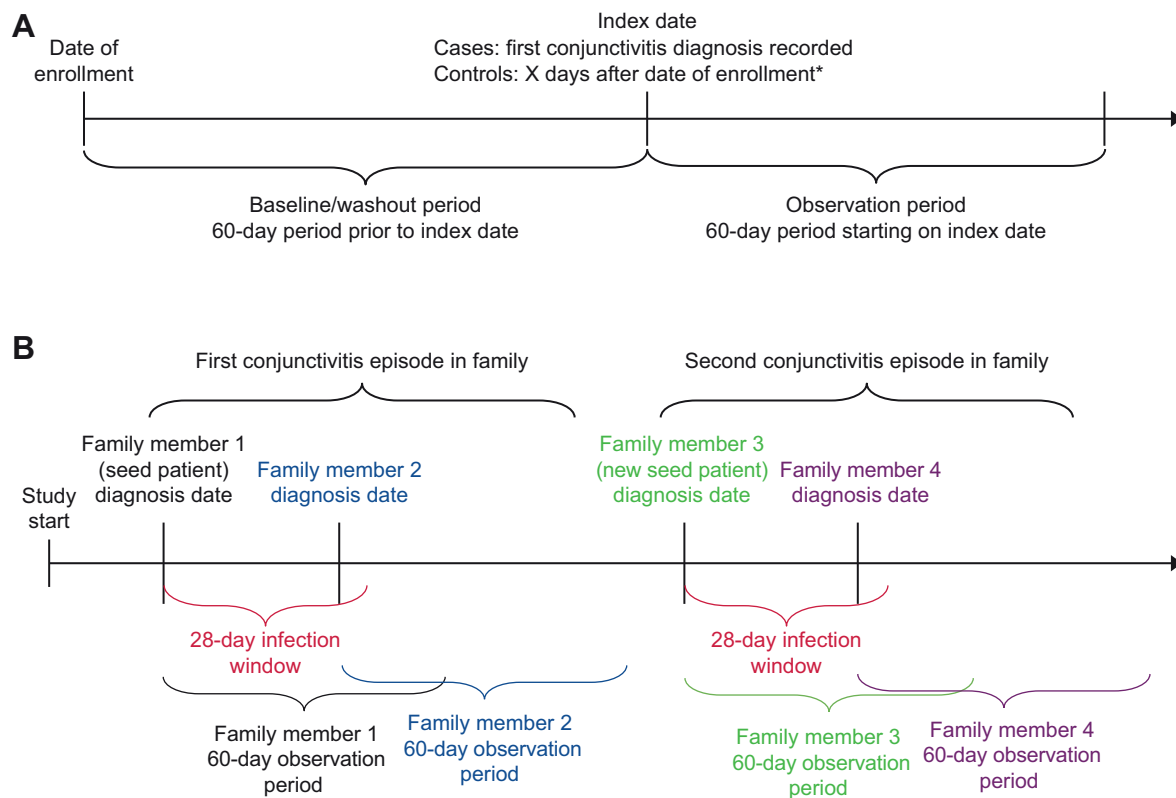 A
Date of
enrollment
Index date
Cases: first conjunctivitis diagnosis recorded
Controls: X days after date of enrollment*
Baseline/washout period
60-day period prior to index date
Observation period
60-day period starting on index date
B
First conjunctivitis episode in family
Second conjunctivitis episode in family
Study
start
Family member 1
(seed patient)
diagnosis date
Family member 2
diagnosis date
Family member 3
(new seed patient)
diagnosis date
Family member 4
diagnosis date
28-day infection
window
28-day infection
window
Family member 1
60-day observation
period
Family member 2
60-day observation
period
Family member 3
60-day observation
period
Family member 4
60-day observation
period